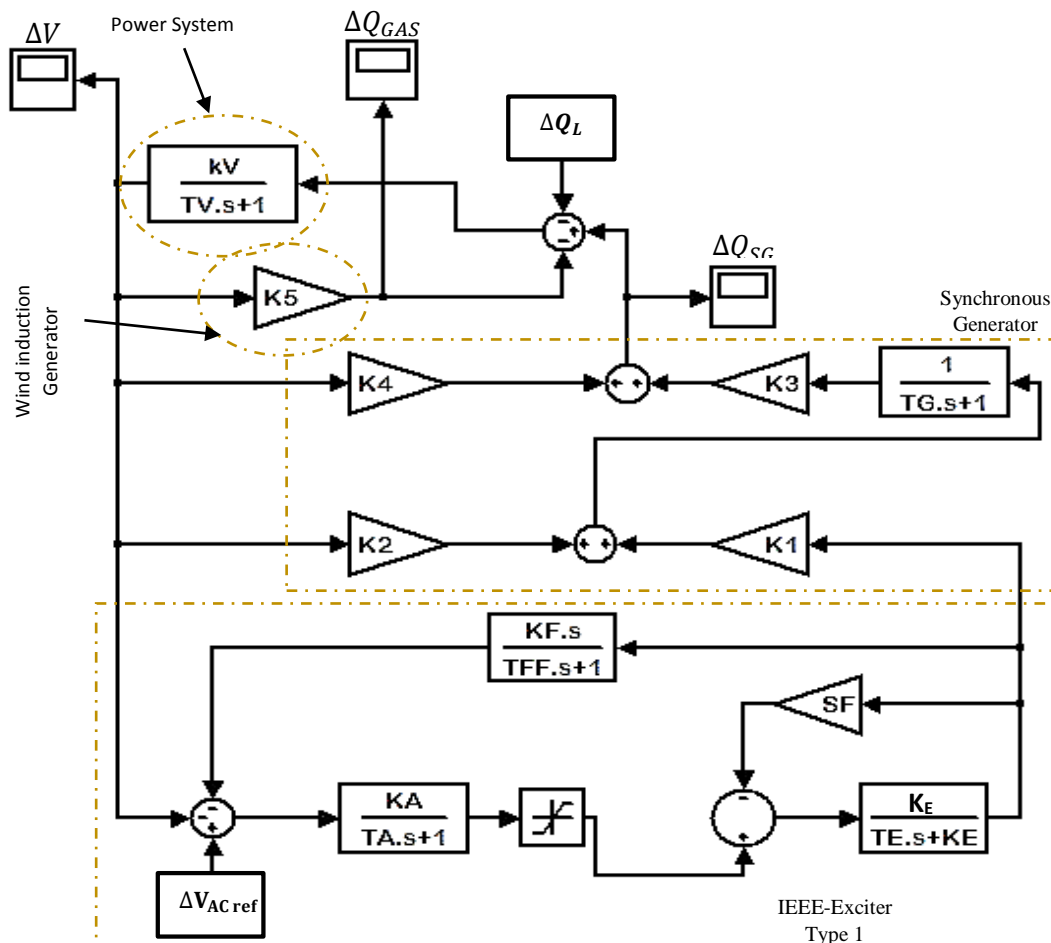 Power System
ΔV
ΔQ_GAS
ΔQ_L
kV
TV.s+1
K5
ΔQ_SG
Wind induction
Generator
Synchronous
Generator
K4
K3
1
TG.s+1
K2
K1
KF.s
TFF.s+1
SF
KA
TA.s+1
K_E
TE.s+KE
ΔV_AC ref
IEEE-Exciter
Type 1